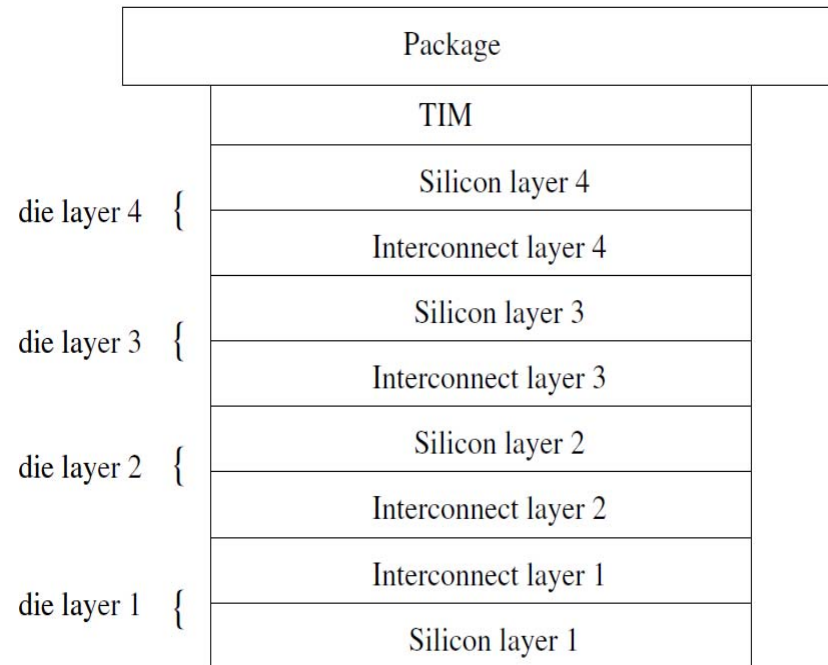 Package
TIM
Silicon layer 4
die layer 4 {
Interconnect layer 4
Silicon layer 3
die layer 3 {
Interconnect layer 3
Silicon layer 2
die layer 2 {
Interconnect layer 2
Interconnect layer 1
die layer 1 {
Silicon layer 1